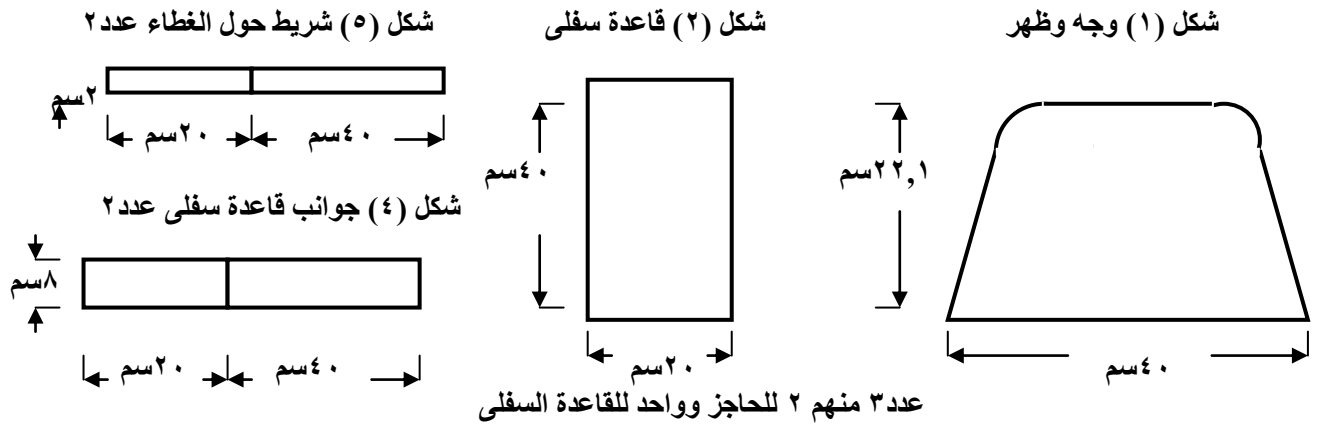 شكل (١) وجه وظهر
شكل (٢) قاعدة سفلى
شكل (٥) شريط حول الغطاء عدد٢
٢سم
٢٠سم
٤٠سم
٤٠سم
٢٢,١سم
شكل (٤) جوانب قاعدة سفلى عدد٢
٨سم
٢٠سم
٤٠سم
٢٠سم
٤٠سم
عدد٣ منهم ٢ للحاجز وواحد للقاعدة السفلى